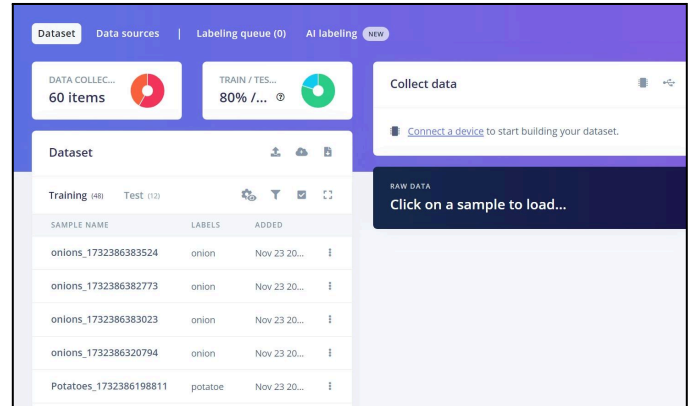 Dataset Data sources | Labeling queue (0) AI labeling NEW
DATA COLLEC...
60 items
TRAIN / TES...
80% /...
Collect data
Connect a device to start building your dataset.
Dataset
Training (48) Test (12)
SAMPLE NAME LABELS ADDED
onions_1732386383524 onion Nov 23 20...
onions_1732386382773 onion Nov 23 20...
onions_1732386383023 onion Nov 23 20...
onions_1732386320794 onion Nov 23 20...
Potatoes_1732386198811 potatoe Nov 23 20...
RAW DATA
Click on a sample to load...